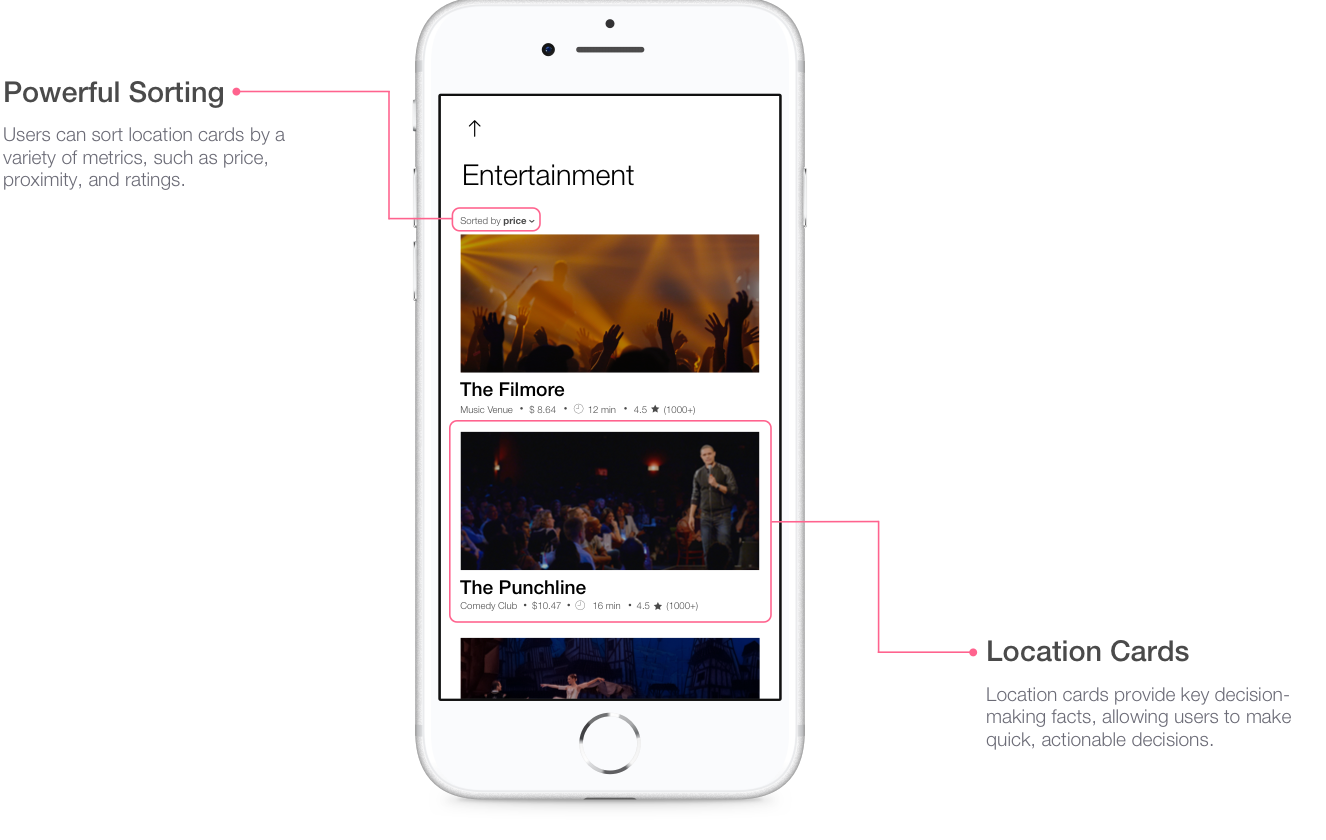 Powerful Sorting
Users can sort location cards by a
variety of metrics, such as price,
proximity, and ratings.
Entertainment
Sorted by price
The Filmore
Music Venue • $ 8.64 • 12 min • 4.5 ★ (1000+)
The Punchline
Comedy Club • $10.47 • 16 min • 4.5 ★ (1000+)
Location Cards
Location cards provide key decision-
making facts, allowing users to make
quick, actionable decisions.